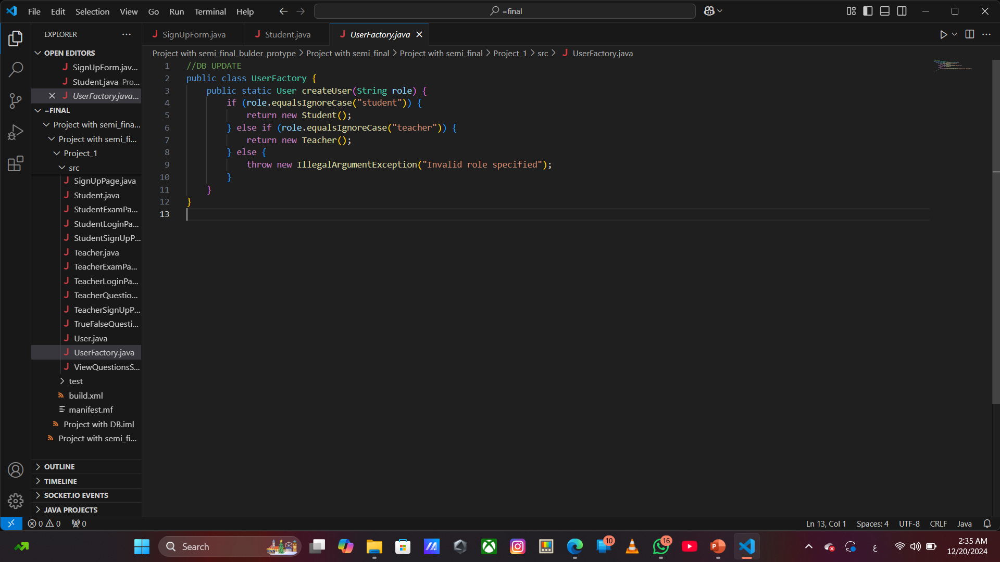 File Edit Selection View Go Run Terminal Help
=final
EXPLORER
OPEN EDITORS
SignUpForm.jav...
Student.java Pro...
UserFactory.java...
=FINAL
Project with semi_fina...
Project with semi_fi...
Project_1
src
SignUpPage.java
Student.java
StudentExamPa...
StudentLoginPa...
StudentSignUpP...
Teacher.java
TeacherExamPa...
TeacherLoginPa...
TeacherQuestio...
TeacherSignUpP...
TrueFalseQuesti...
User.java
UserFactory.java
ViewQuestionsS...
test
build.xml
manifest.mf
Project with DB.iml
Project with semi_fi...
OUTLINE
TIMELINE
SOCKET.IO EVENTS
JAVA PROJECTS
SignUpForm.java Student.java UserFactory.java
Project with semi_final_bulder_protype > Project with semi_final > Project with semi_final > Project_1 > src > UserFactory.java
1 //DB UPDATE
2 public class UserFactory {
3 public static User createUser(String role) {
4 if (role.equalsIgnoreCase("student")) {
5 return new Student();
6 } else if (role.equalsIgnoreCase("teacher")) {
7 return new Teacher();
8 } else {
9 throw new IllegalArgumentException("Invalid role specified");
10 }
11 }
12 }
13
0 0 0
Ln 13, Col 1 Spaces: 4 UTF-8 CRLF Java
Search
10
16
ع
2:35 AM
12/20/2024